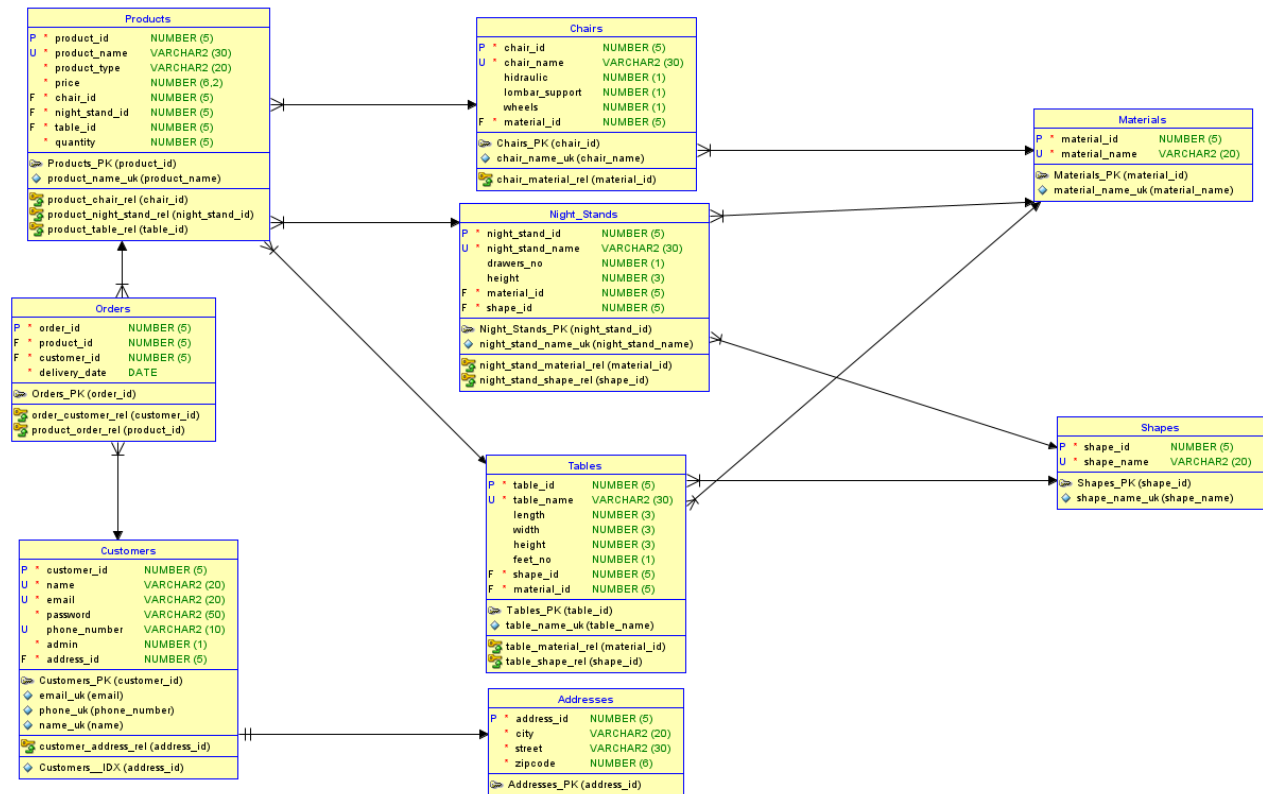 Products
P * product_id NUMBER (5)
U * product_name VARCHAR2 (30)
* product_type VARCHAR2 (20)
* price NUMBER (6,2)
F * chair_id NUMBER (5)
F * night_stand_id NUMBER (5)
F * table_id NUMBER (5)
* quantity NUMBER (5)
Products_PK (product_id)
product_name_uk (product_name)
product_chair_rel (chair_id)
product_night_stand_rel (night_stand_id)
product_table_rel (table_id)
Chairs
P * chair_id NUMBER (5)
U * chair_name VARCHAR2 (30)
hidraulic NUMBER (1)
lombar_support NUMBER (1)
wheels NUMBER (1)
F * material_id NUMBER (5)
Chairs_PK (chair_id)
chair_name_uk (chair_name)
chair_material_rel (material_id)
Materials
P * material_id NUMBER (5)
U * material_name VARCHAR2 (20)
Materials_PK (material_id)
material_name_uk (material_name)
Night_Stands
P * night_stand_id NUMBER (5)
U * night_stand_name VARCHAR2 (30)
drawers_no NUMBER (1)
height NUMBER (3)
F * material_id NUMBER (5)
F * shape_id NUMBER (5)
Night_Stands_PK (night_stand_id)
night_stand_name_uk (night_stand_name)
night_stand_material_rel (material_id)
night_stand_shape_rel (shape_id)
Orders
P * order_id NUMBER (5)
F * product_id NUMBER (5)
F * customer_id NUMBER (5)
* delivery_date DATE
Orders_PK (order_id)
order_customer_rel (customer_id)
product_order_rel (product_id)
Shapes
P * shape_id NUMBER (5)
U * shape_name VARCHAR2 (20)
Shapes_PK (shape_id)
shape_name_uk (shape_name)
Tables
P * table_id NUMBER (5)
U * table_name VARCHAR2 (30)
length NUMBER (3)
width NUMBER (3)
height NUMBER (3)
feet_no NUMBER (1)
F * shape_id NUMBER (5)
F * material_id NUMBER (5)
Tables_PK (table_id)
table_name_uk (table_name)
table_material_rel (material_id)
table_shape_rel (shape_id)
Customers
P * customer_id NUMBER (5)
U * name VARCHAR2 (20)
U * email VARCHAR2 (20)
* password VARCHAR2 (50)
U phone_number VARCHAR2 (10)
* admin NUMBER (1)
F * address_id NUMBER (5)
Customers_PK (customer_id)
email_uk (email)
phone_uk (phone_number)
name_uk (name)
customer_address_rel (address_id)
Customers__IDX (address_id)
Addresses
P * address_id NUMBER (5)
* city VARCHAR2 (20)
* street VARCHAR2 (30)
* zipcode NUMBER (6)
Addresses_PK (address_id)